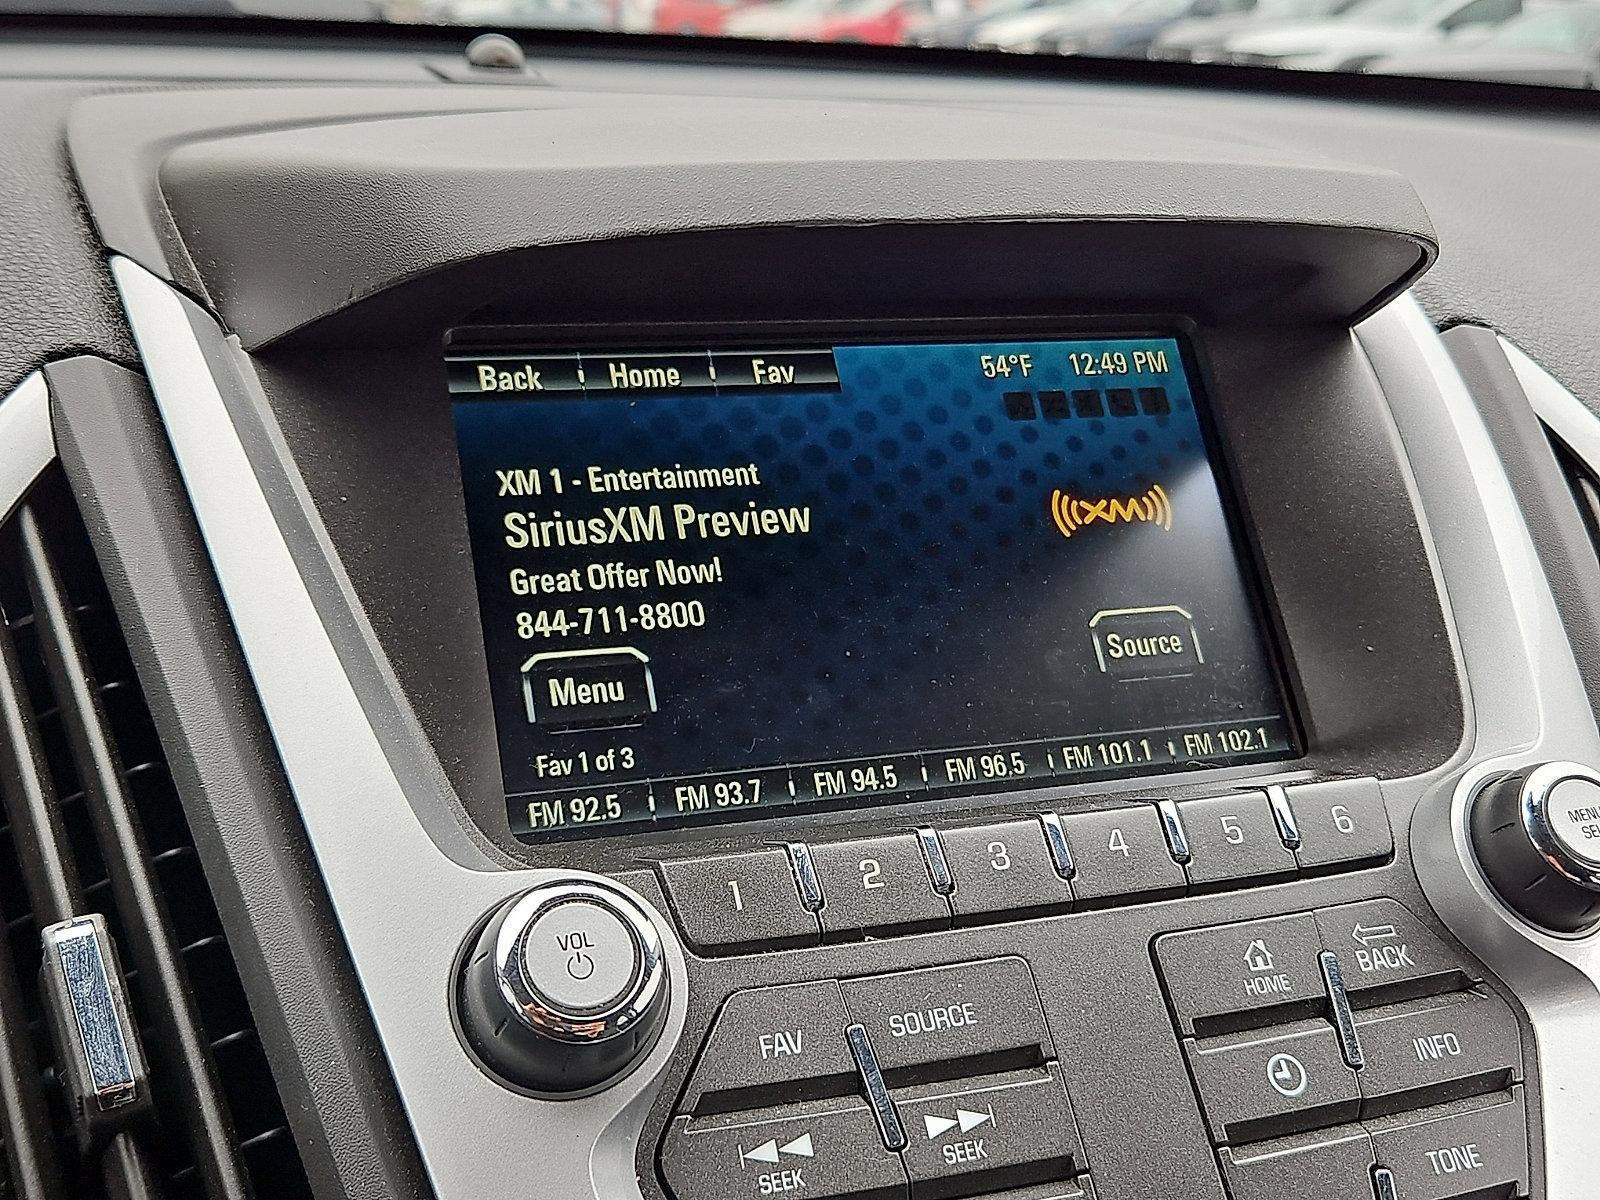 Back Home Fav 54°F 12:49 PM
XM 1 - Entertainment
SiriusXM Preview
((XM))
Great Offer Now!
844-711-8800
Menu
Source
Fav 1 of 3
FM 92.5 FM 93.7 FM 94.5 FM 96.5 FM 101.1 FM 102.1
1 2 3 4 5 6
VOL
MENU
HOME
BACK
FAV
SOURCE
INFO
SEEK
SEEK
TONE